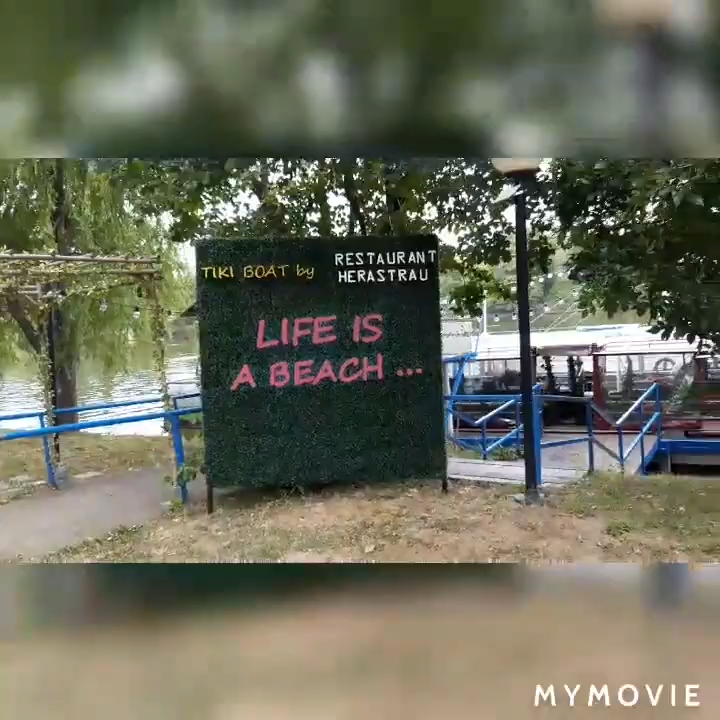 TIKI BOAT by
RESTAURANT
HERASTRAU
LIFE IS
A BEACH ...
MYMOVIE